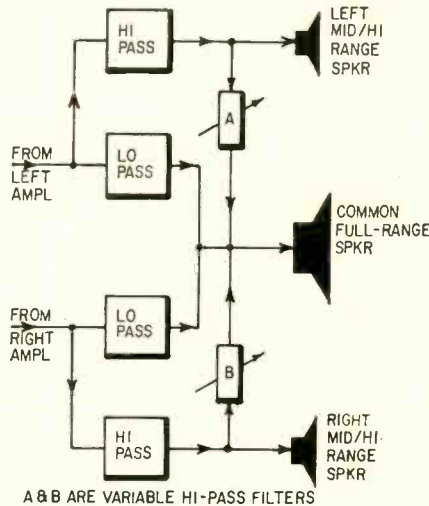 HI
PASS
LEFT
MID/HI
RANGE
SPKR
A
FROM
LEFT
AMPL
LO
PASS
COMMON
FULL-RANGE
SPKR
FROM
RIGHT
AMPL
LO
PASS
B
HI
PASS
RIGHT
MID/HI-
RANGE
SPKR
A & B ARE VARIABLE HI-PASS FILTERS